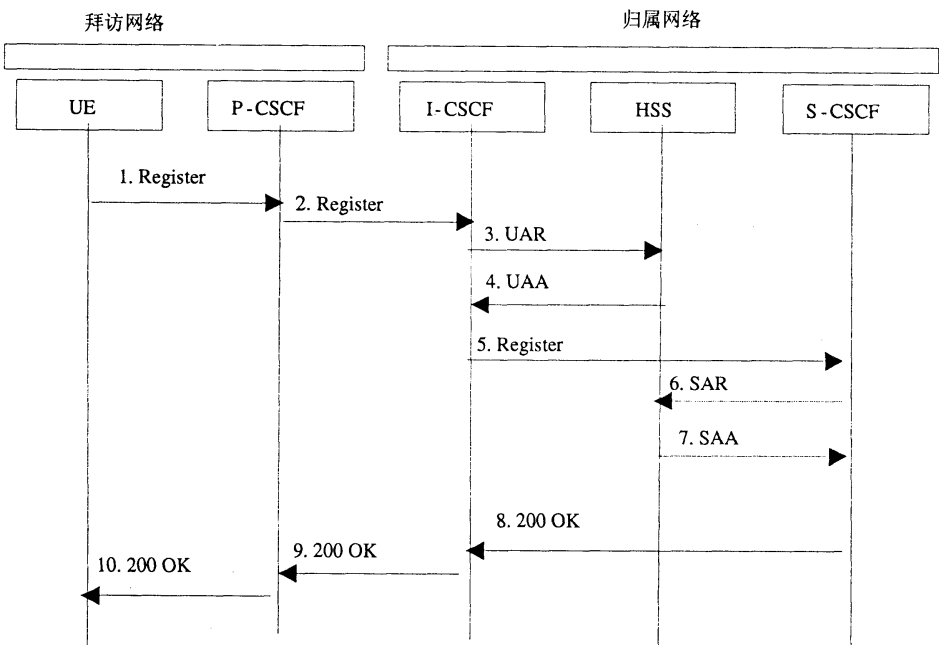 拜访网络
归属网络
UE
P-CSCF
I-CSCF
HSS
S-CSCF
1. Register
2. Register
3. UAR
4. UAA
5. Register
6. SAR
7. SAA
8. 200 OK
9. 200 OK
10. 200 OK